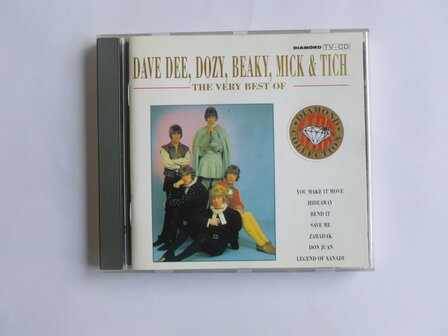 DIAMOND TV-CD
DAVE DEE, DOZY, BEAKY, MICK & TICH
THE VERY BEST OF
DIAMOND COLLECTION
YOU MAKE IT MOVE
HIDEAWAY
BEND IT
SAVE ME
ZABADAK
DON JUAN
LEGEND OF XANADU